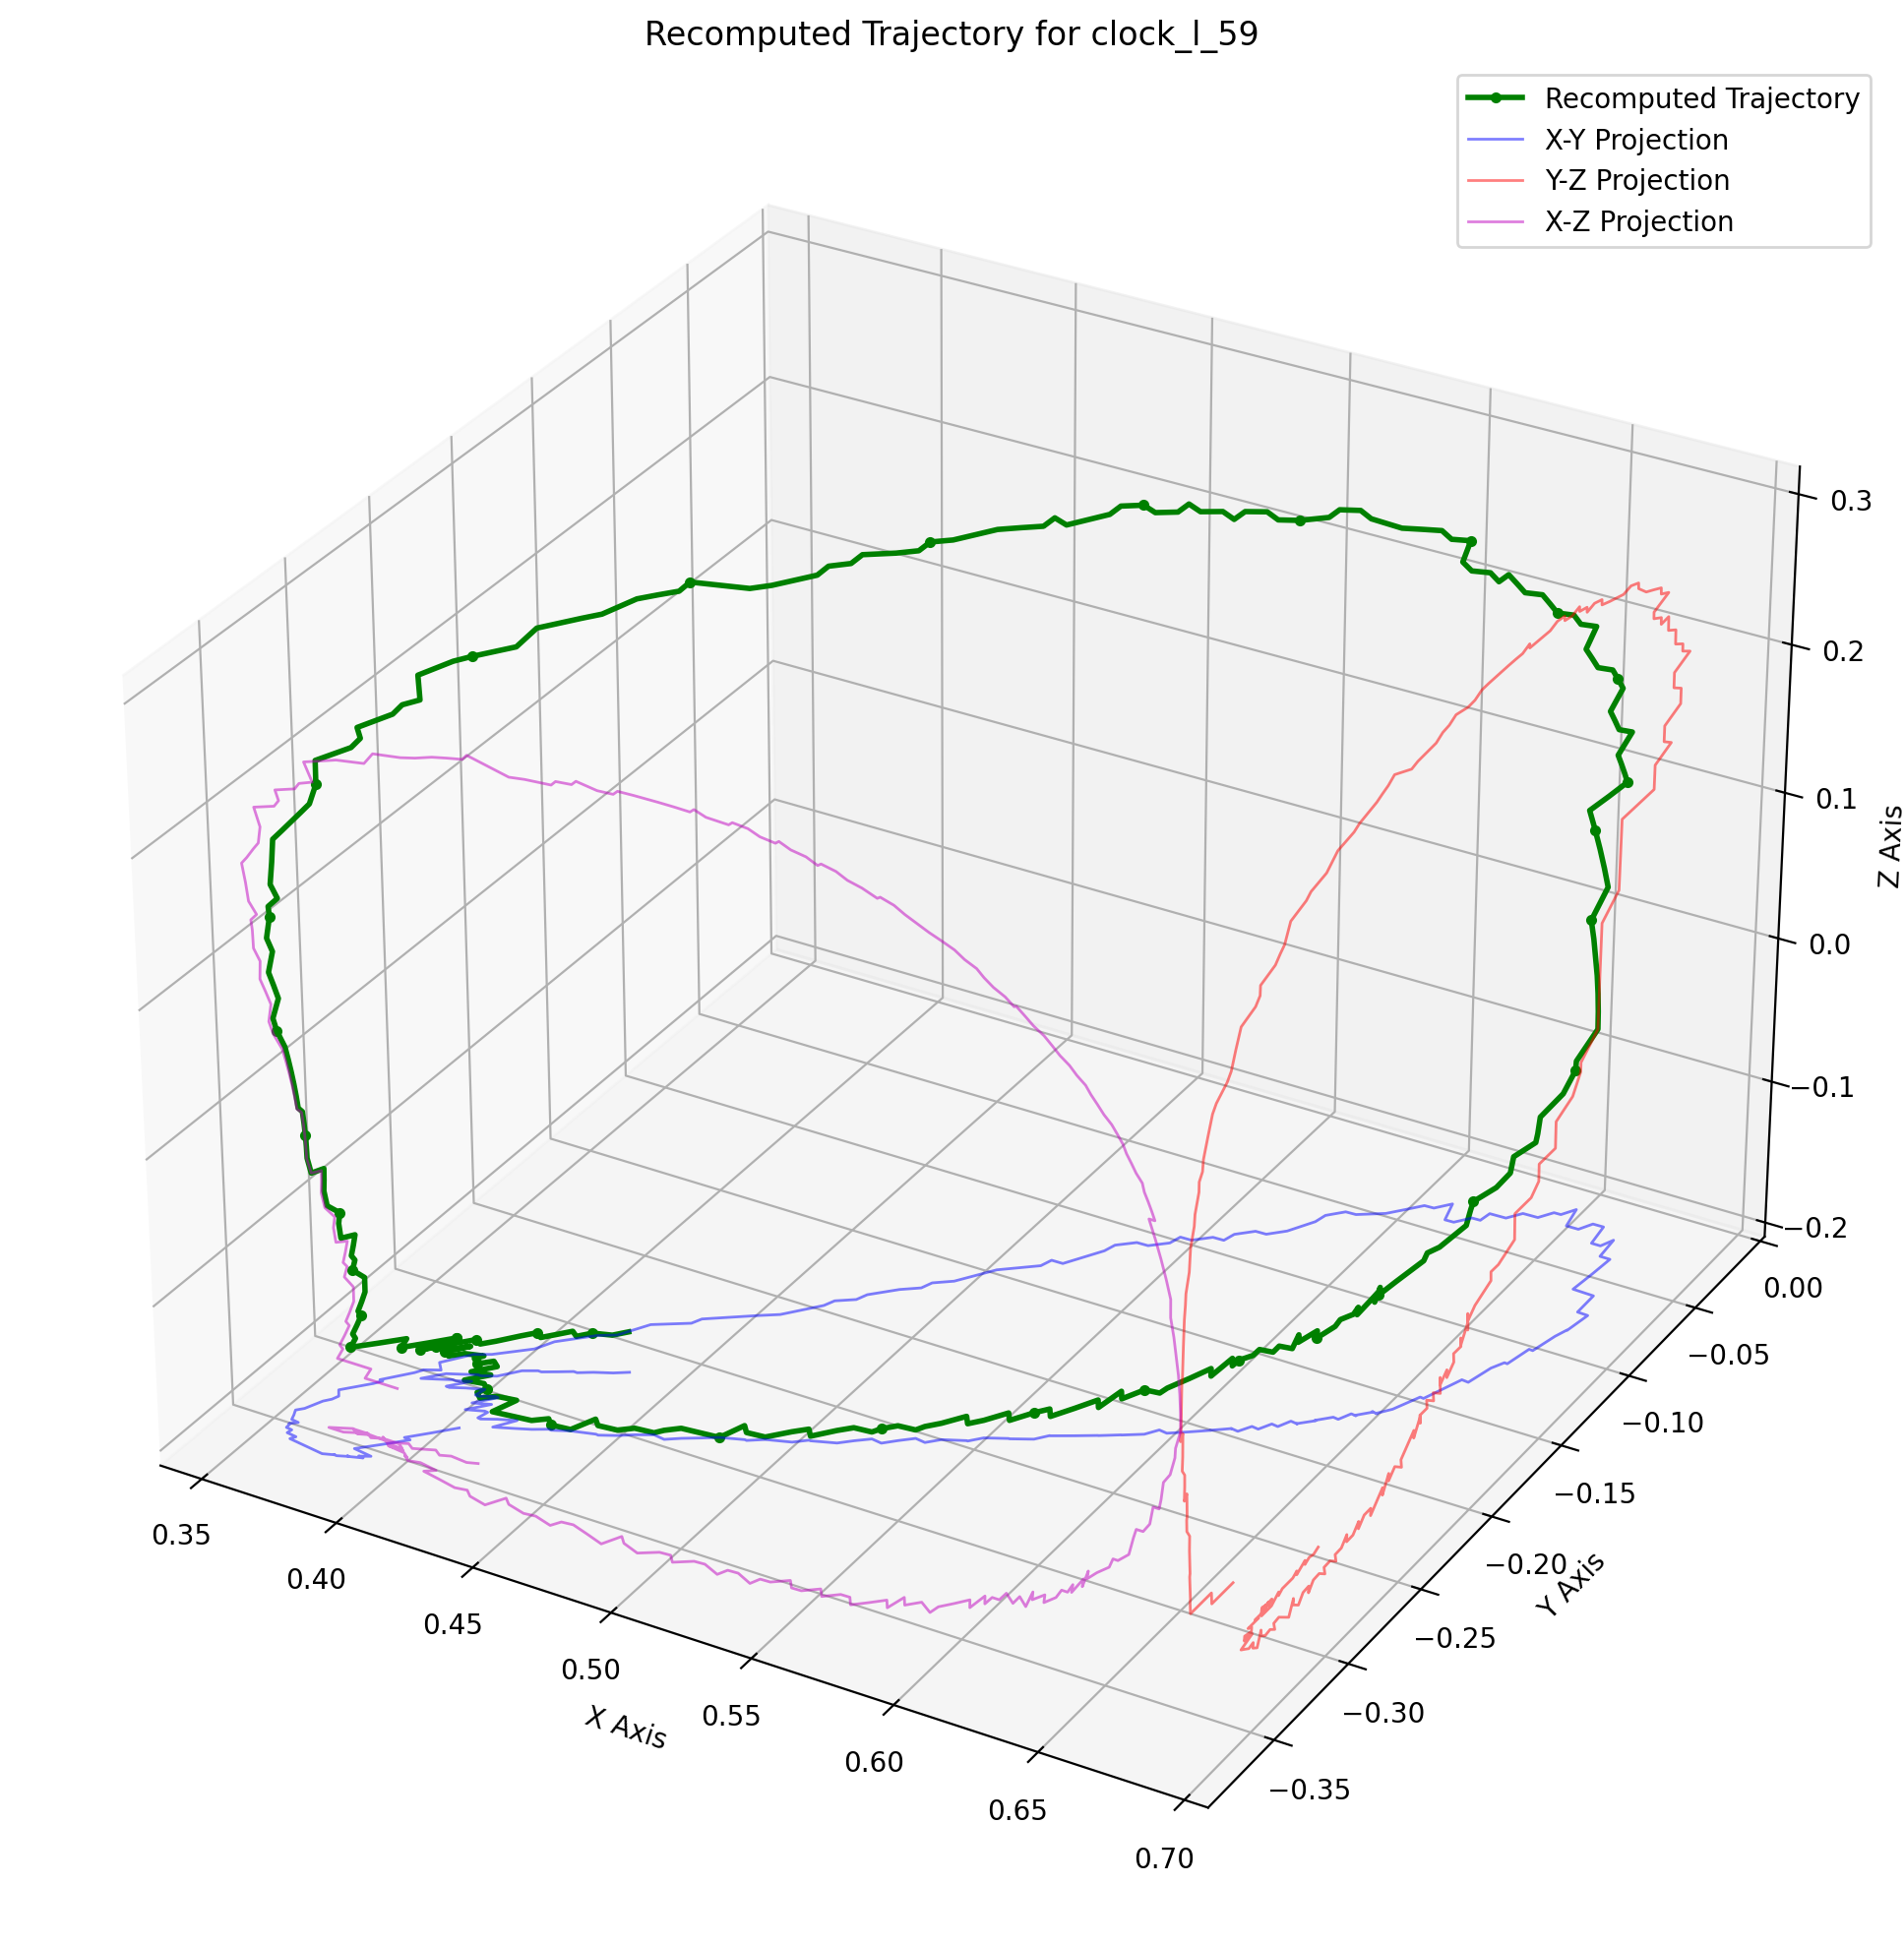 Recomputed Trajectory for clock_l_59
Recomputed Trajectory
X-Y Projection
Y-Z Projection
X-Z Projection
0.3
0.2
0.1
0.0
−0.1
−0.2
Z Axis
0.00
−0.05
−0.10
−0.15
−0.20
−0.25
−0.30
−0.35
Y Axis
0.35
0.40
0.45
0.50
0.55
0.60
0.65
0.70
X Axis